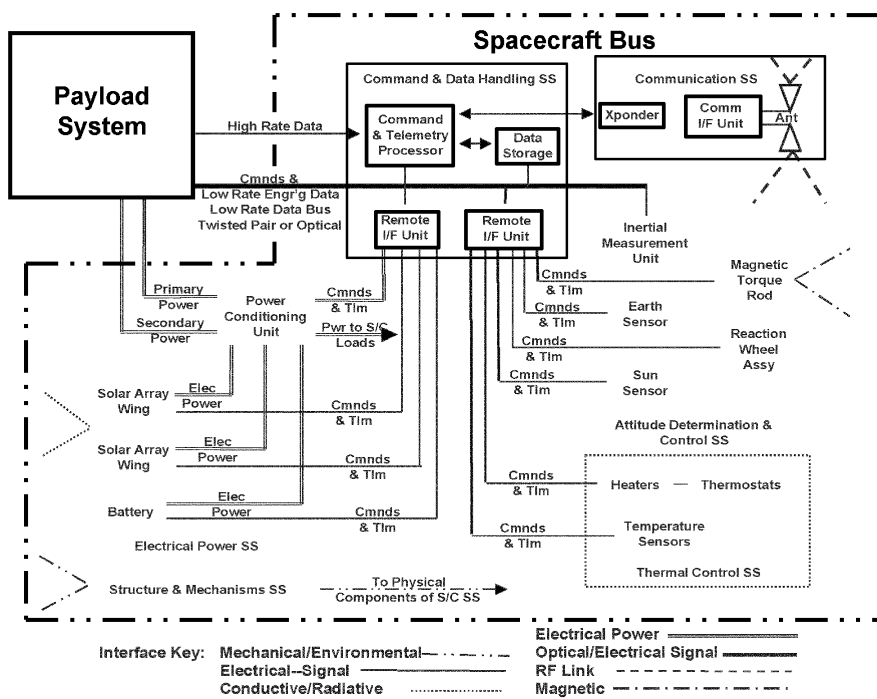 Spacecraft Bus
Payload
System
Command & Data Handling SS
Communication SS
Command
& Telemetry
Processor
Data
Storage
Xponder
Comm
I/F Unit
Ant
High Rate Data
Cmnds &
Low Rate Engr'g Data
Low Rate Data Bus
Twisted Pair or Optical
Remote
I/F Unit
Remote
I/F Unit
Inertial
Measurement
Unit
Magnetic
Torque
Rod
Primary
Power
Secondary
Power
Power
Conditioning
Unit
Cmnds
& Tlm
Pwr to S/C
Loads
Cmnds
& Tlm
Cmnds
& Tlm
Earth
Sensor
Cmnds
& Tlm
Reaction
Wheel
Assy
Cmnds
& Tlm
Sun
Sensor
Solar Array
Wing
Elec
Power
Cmnds
& Tlm
Solar Array
Wing
Elec
Power
Cmnds
& Tlm
Battery
Elec
Power
Cmnds
& Tlm
Electrical Power SS
Attitude Determination &
Control SS
Cmnds
& Tlm
Heaters
Thermostats
Cmnds
& Tlm
Temperature
Sensors
Thermal Control SS
Structure & Mechanisms SS
To Physical
Components of S/C SS
Interface Key:
Mechanical/Environmental
Electrical--Signal
Conductive/Radiative
Electrical Power
Optical/Electrical Signal
RF Link
Magnetic